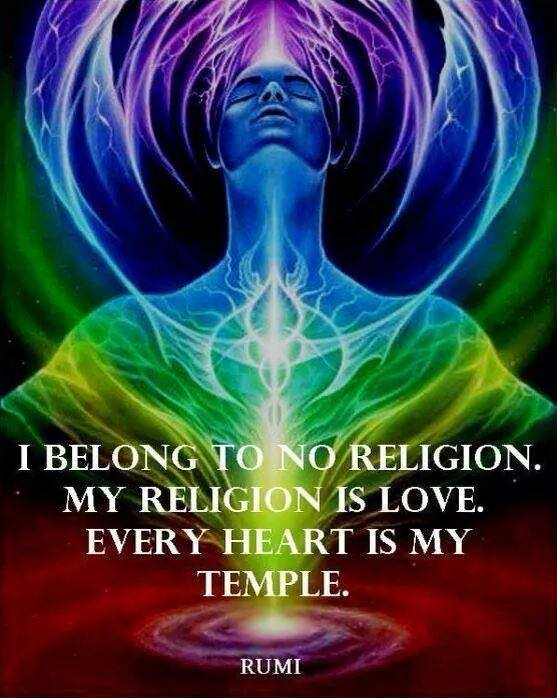 I BELONG TO NO RELIGION.
MY RELIGION IS LOVE.
EVERY HEART IS MY
TEMPLE.
RUMI